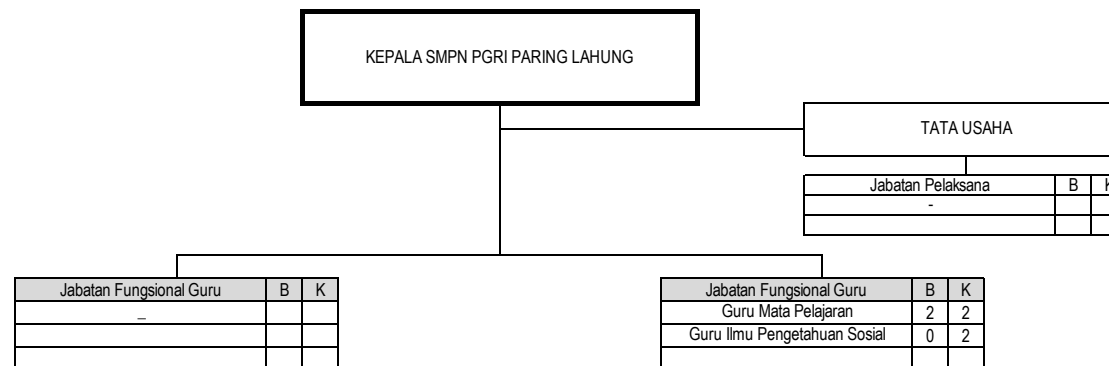 KEPALA SMPN PGRI PARING LAHUNG
TATA USAHA
Jabatan Pelaksana B K
-
Jabatan Fungsional Guru B K
_
Jabatan Fungsional Guru B K
Guru Mata Pelajaran 2 2
Guru Ilmu Pengetahuan Sosial 0 2